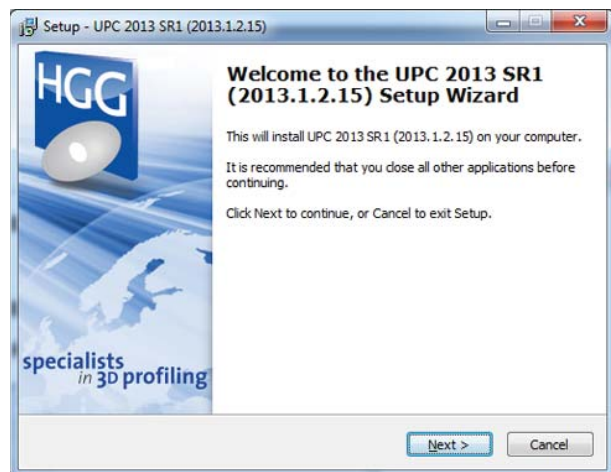 Setup - UPC 2013 SR1 (2013.1.2.15)
HGG
Welcome to the UPC 2013 SR1
(2013.1.2.15) Setup Wizard
This will install UPC 2013 SR1 (2013.1.2.15) on your computer.
It is recommended that you close all other applications before
continuing.
Click Next to continue, or Cancel to exit Setup.
specialists
in 3D profiling
Next >
Cancel